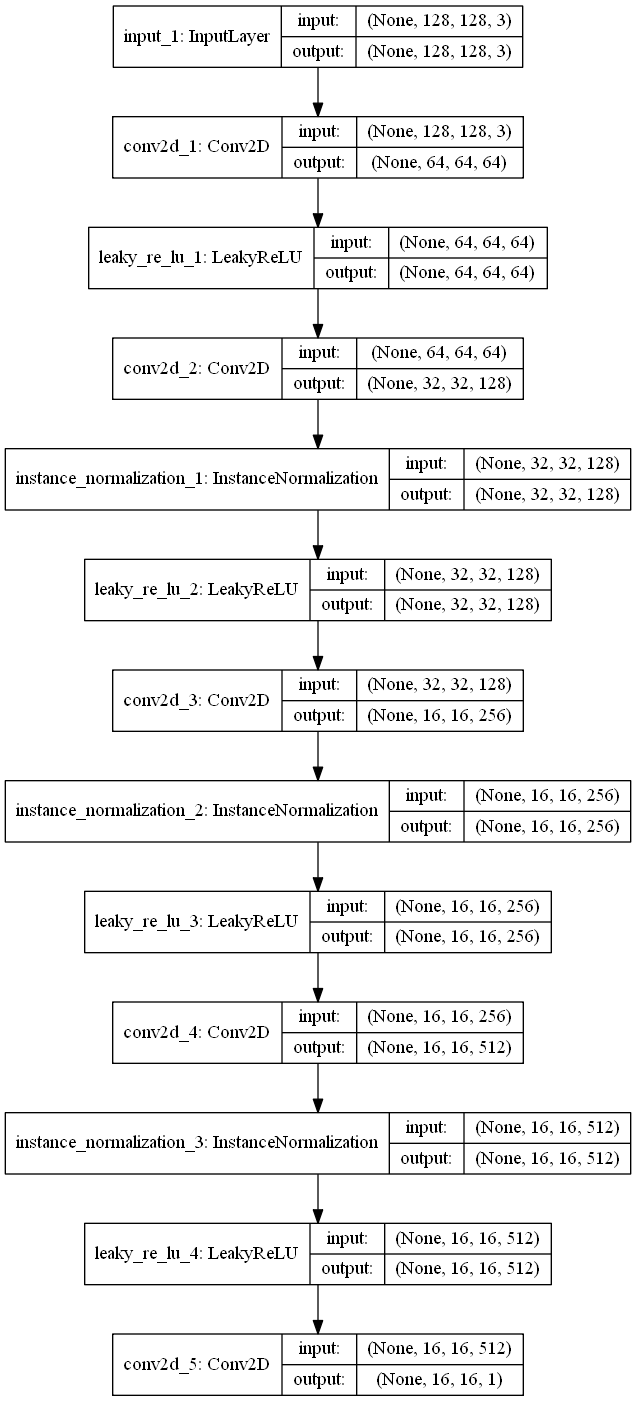 input_1: InputLayer
input: (None, 128, 128, 3)
output: (None, 128, 128, 3)
conv2d_1: Conv2D
input: (None, 128, 128, 3)
output: (None, 64, 64, 64)
leaky_re_lu_1: LeakyReLU
input: (None, 64, 64, 64)
output: (None, 64, 64, 64)
conv2d_2: Conv2D
input: (None, 64, 64, 64)
output: (None, 32, 32, 128)
instance_normalization_1: InstanceNormalization
input: (None, 32, 32, 128)
output: (None, 32, 32, 128)
leaky_re_lu_2: LeakyReLU
input: (None, 32, 32, 128)
output: (None, 32, 32, 128)
conv2d_3: Conv2D
input: (None, 32, 32, 128)
output: (None, 16, 16, 256)
instance_normalization_2: InstanceNormalization
input: (None, 16, 16, 256)
output: (None, 16, 16, 256)
leaky_re_lu_3: LeakyReLU
input: (None, 16, 16, 256)
output: (None, 16, 16, 256)
conv2d_4: Conv2D
input: (None, 16, 16, 256)
output: (None, 16, 16, 512)
instance_normalization_3: InstanceNormalization
input: (None, 16, 16, 512)
output: (None, 16, 16, 512)
leaky_re_lu_4: LeakyReLU
input: (None, 16, 16, 512)
output: (None, 16, 16, 512)
conv2d_5: Conv2D
input: (None, 16, 16, 512)
output: (None, 16, 16, 1)